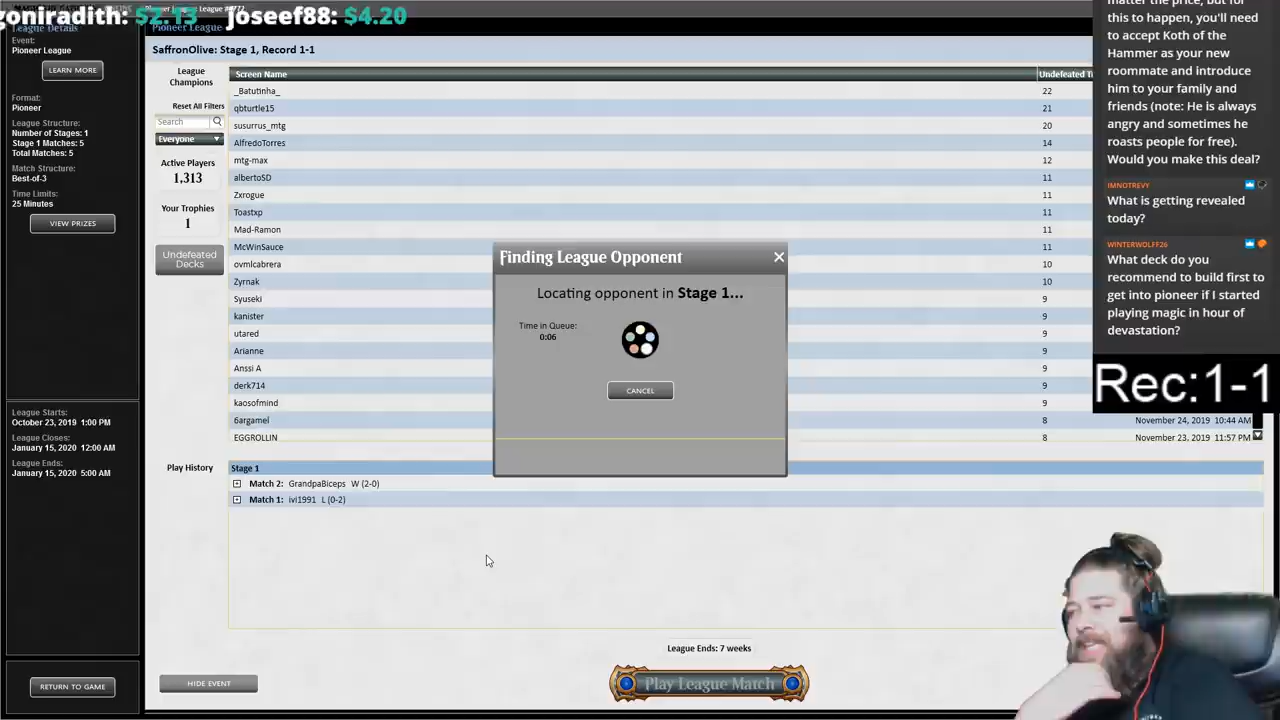 goniradith: $2.13 joseef88: $4.20
Pioneer League
SaffronOlive: Stage 1, Record 1-1
League Details
Event:
Pioneer League
LEARN MORE
Format:
Pioneer
League Structure:
Number of Stages: 1
Stage 1 Matches: 5
Total Matches: 5
Match Structure:
Best-of-3
Time Limits:
25 Minutes
VIEW PRIZES
League Starts:
October 23, 2019 1:00 PM
League Closes:
January 15, 2020 12:00 AM
League Ends:
January 15, 2020 5:00 AM
RETURN TO GAME
League
Champions
Reset All Filters
Search
Everyone
Active Players
1,313
Your Trophies
1
Undefeated
Decks
Screen Name
Undefeated Ti
_Batutinha_ 22
qbturtle15 21
susurrus_mtg 20
AlfredoTorres 14
mtg-max 12
albertoSD 11
Zxrogue 11
Toastxp 11
Mad-Ramon 11
McWinSauce 11
ovmlcabrera 10
Zyrnak 10
Syuseki 9
kanister 9
utared 9
Arianne 9
Anssi A 9
derk714 9
kaosofmind 9
6argamel 8 November 24, 2019 10:44 AM
EGGROLLIN 8 November 23, 2019 11:57 PM
Finding League Opponent
Locating opponent in Stage 1...
Time in Queue:
0:06
CANCEL
Play History
Stage 1
Match 2: GrandpaBiceps W (2-0)
Match 1: ivi1991 L (0-2)
League Ends: 7 weeks
HIDE EVENT
Play League Match
matter the price, but for
this to happen, you'll need
to accept Koth of the
Hammer as your new
roommate and introduce
him to your family and
friends (note: He is always
angry and sometimes he
roasts people for free).
Would you make this deal?
IMNOTREVY
What is getting revealed
today?
WINTERWOLFF26
What deck do you
recommend to build first to
get into pioneer if I started
playing magic in hour of
devastation?
Rec:1-1